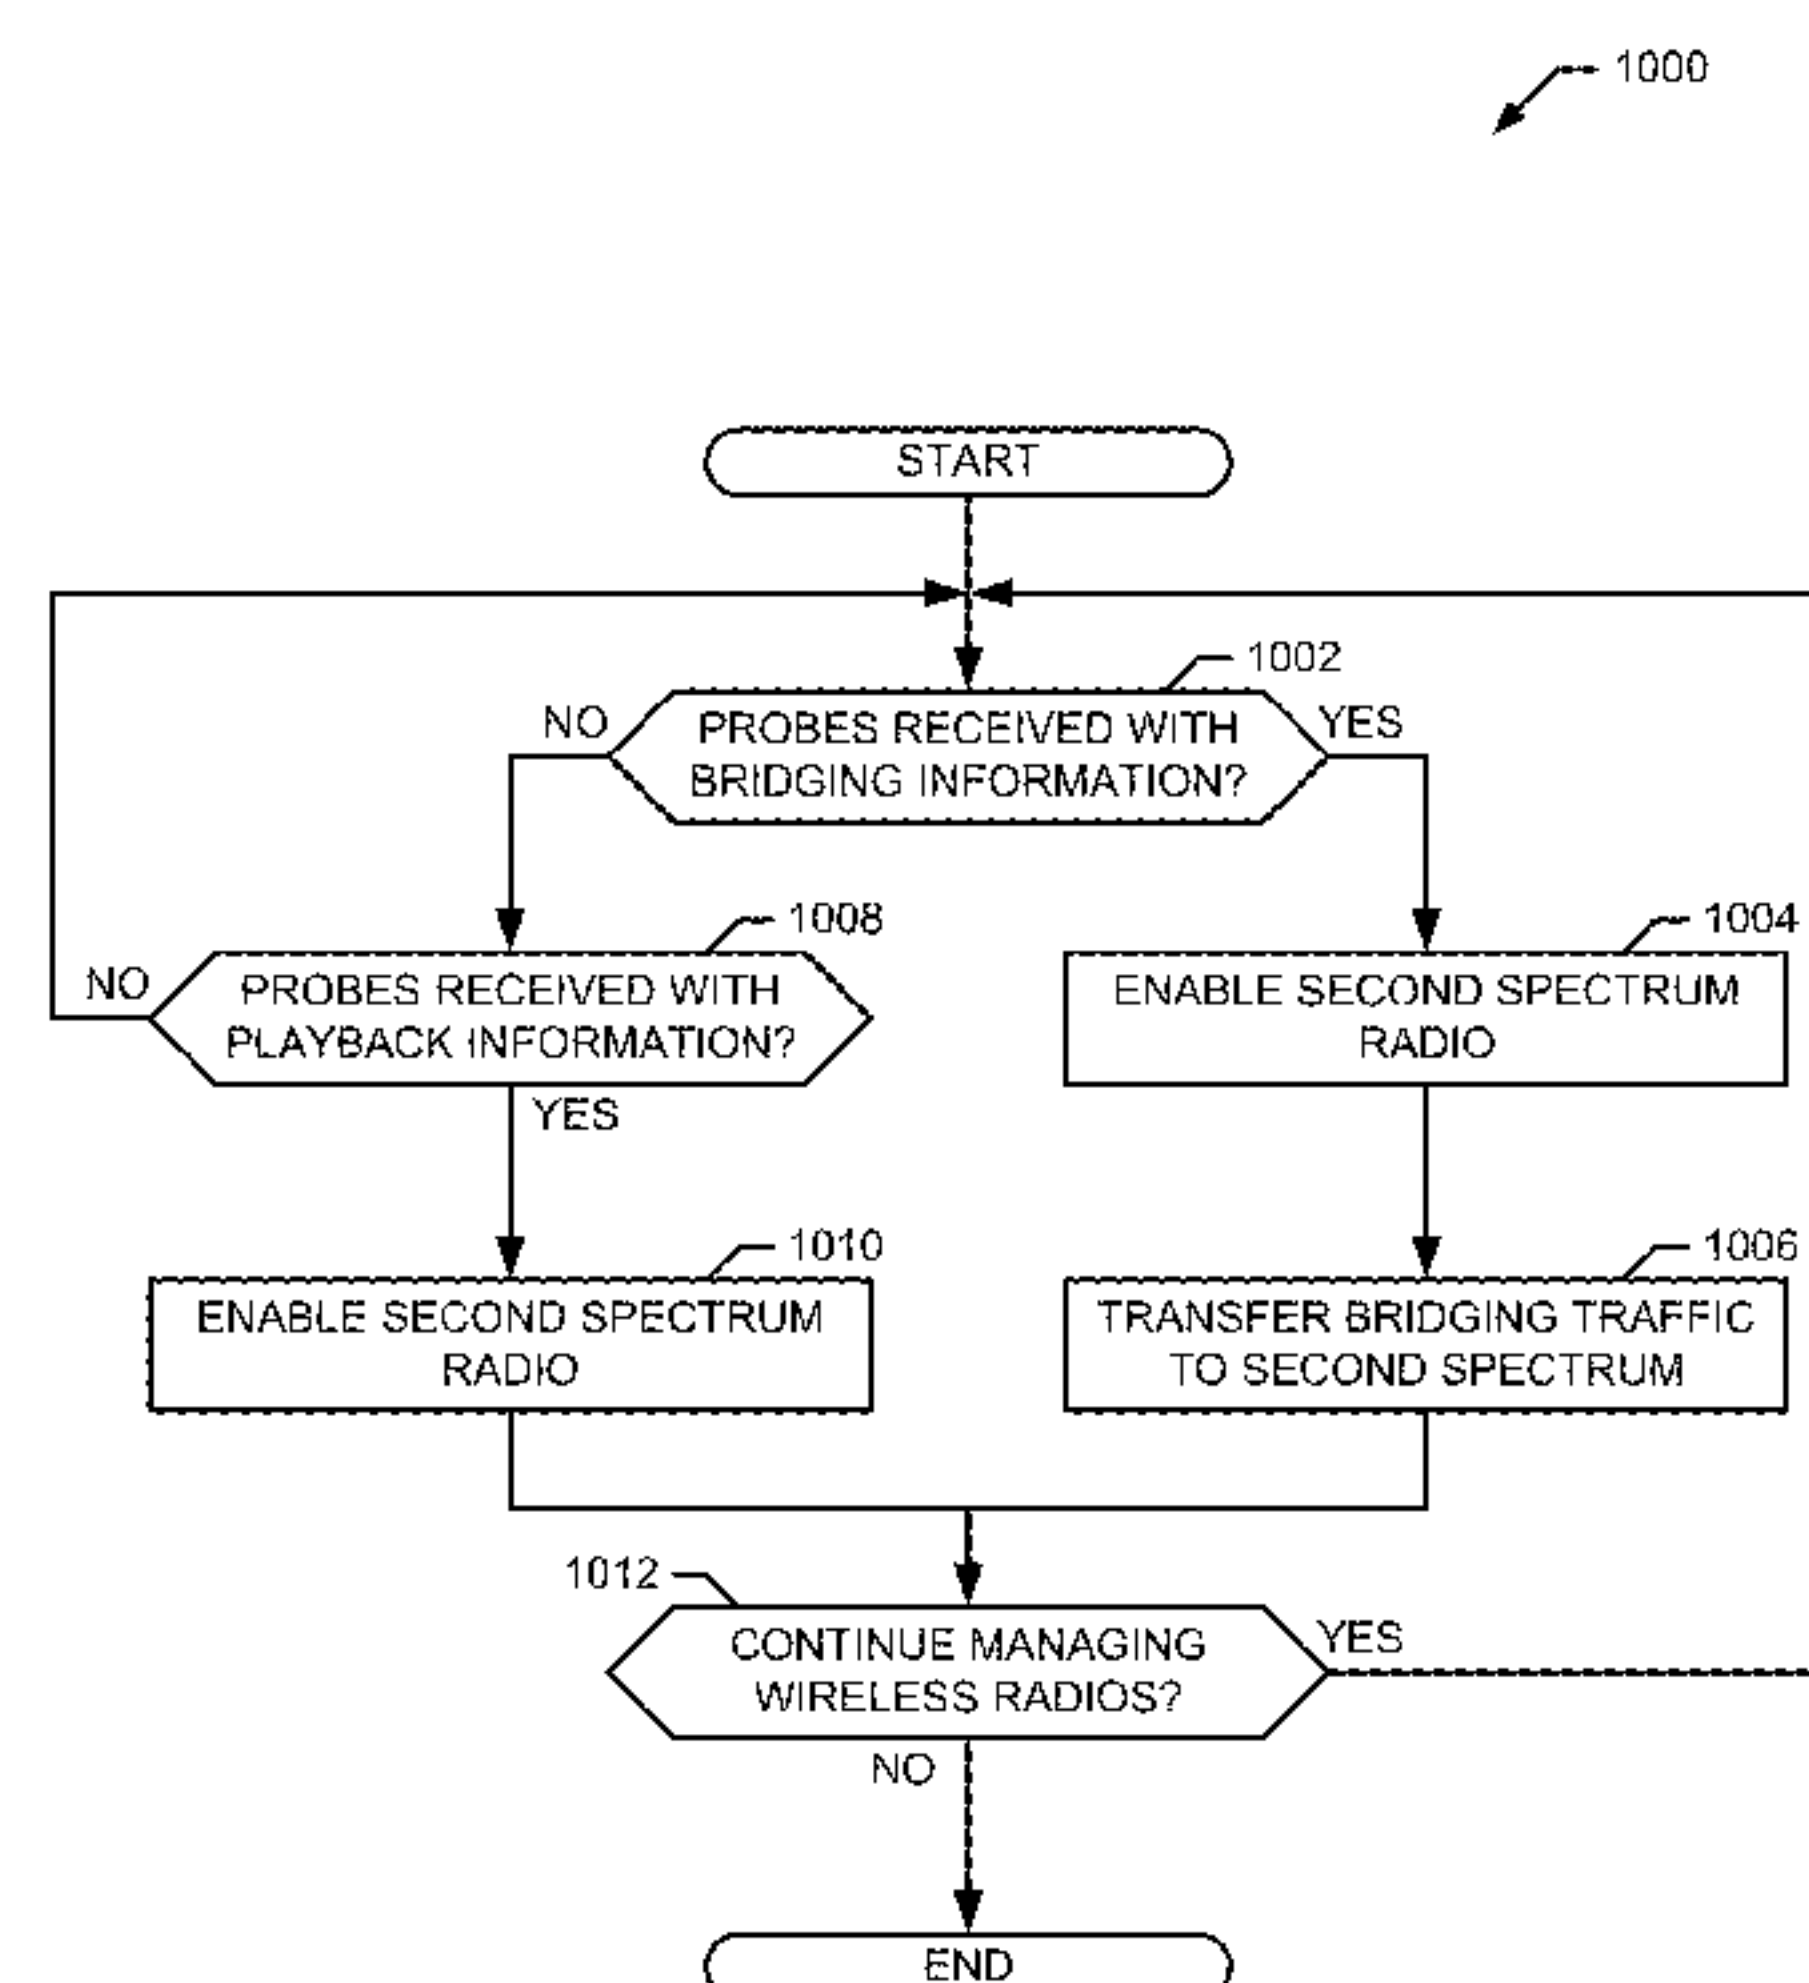 1000
START
1002
NO
YES
PROBES RECEIVED WITH
BRIDGING INFORMATION?
1008
1004
NO
PROBES RECEIVED WITH
PLAYBACK INFORMATION?
YES
ENABLE SECOND SPECTRUM
RADIO
1010
1006
ENABLE SECOND SPECTRUM
RADIO
TRANSFER BRIDGING TRAFFIC
TO SECOND SPECTRUM
1012
CONTINUE MANAGING
WIRELESS RADIOS?
YES
NO
END